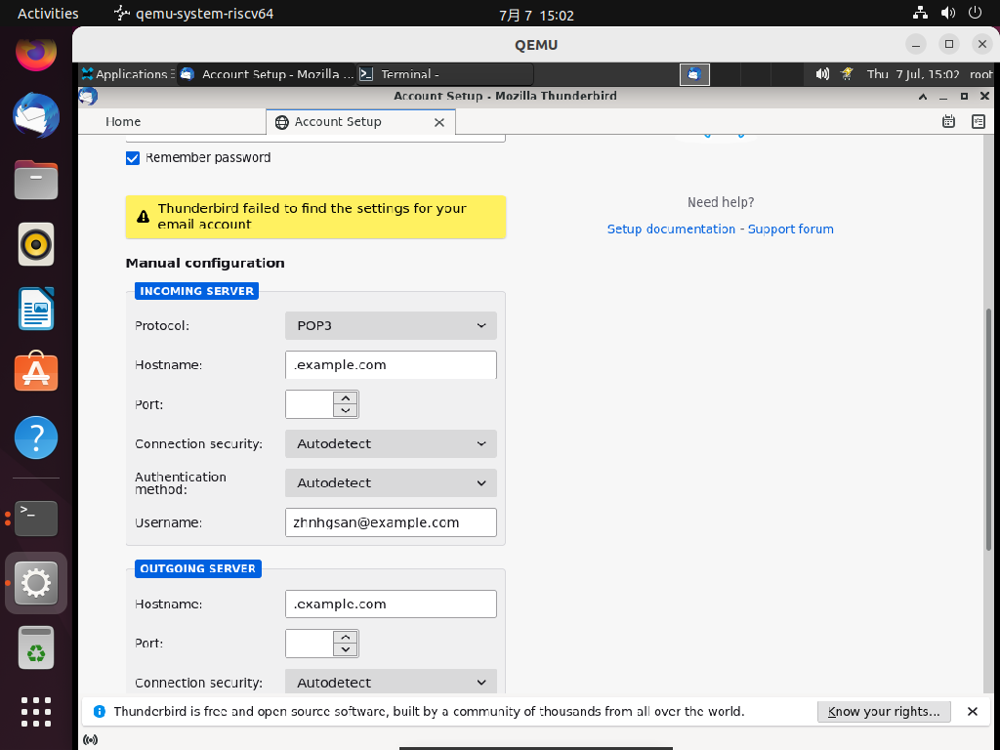 Activities
qemu-system-riscv64
7月 7 15:02
QEMU
Applications
Account Setup - Mozilla ...
Terminal -
Thu 7 Jul, 15:02
root
Account Setup - Mozilla Thunderbird
Home
Account Setup
Remember password
Thunderbird failed to find the settings for your
email account
Need help?
Setup documentation - Support forum
Manual configuration
INCOMING SERVER
Protocol:
POP3
Hostname:
.example.com
Port:
Connection security:
Autodetect
Authentication
method:
Autodetect
Username:
zhnhgsan@example.com
OUTGOING SERVER
Hostname:
.example.com
Port:
Connection security:
Autodetect
Thunderbird is free and open source software, built by a community of thousands from all over the world.
Know your rights...